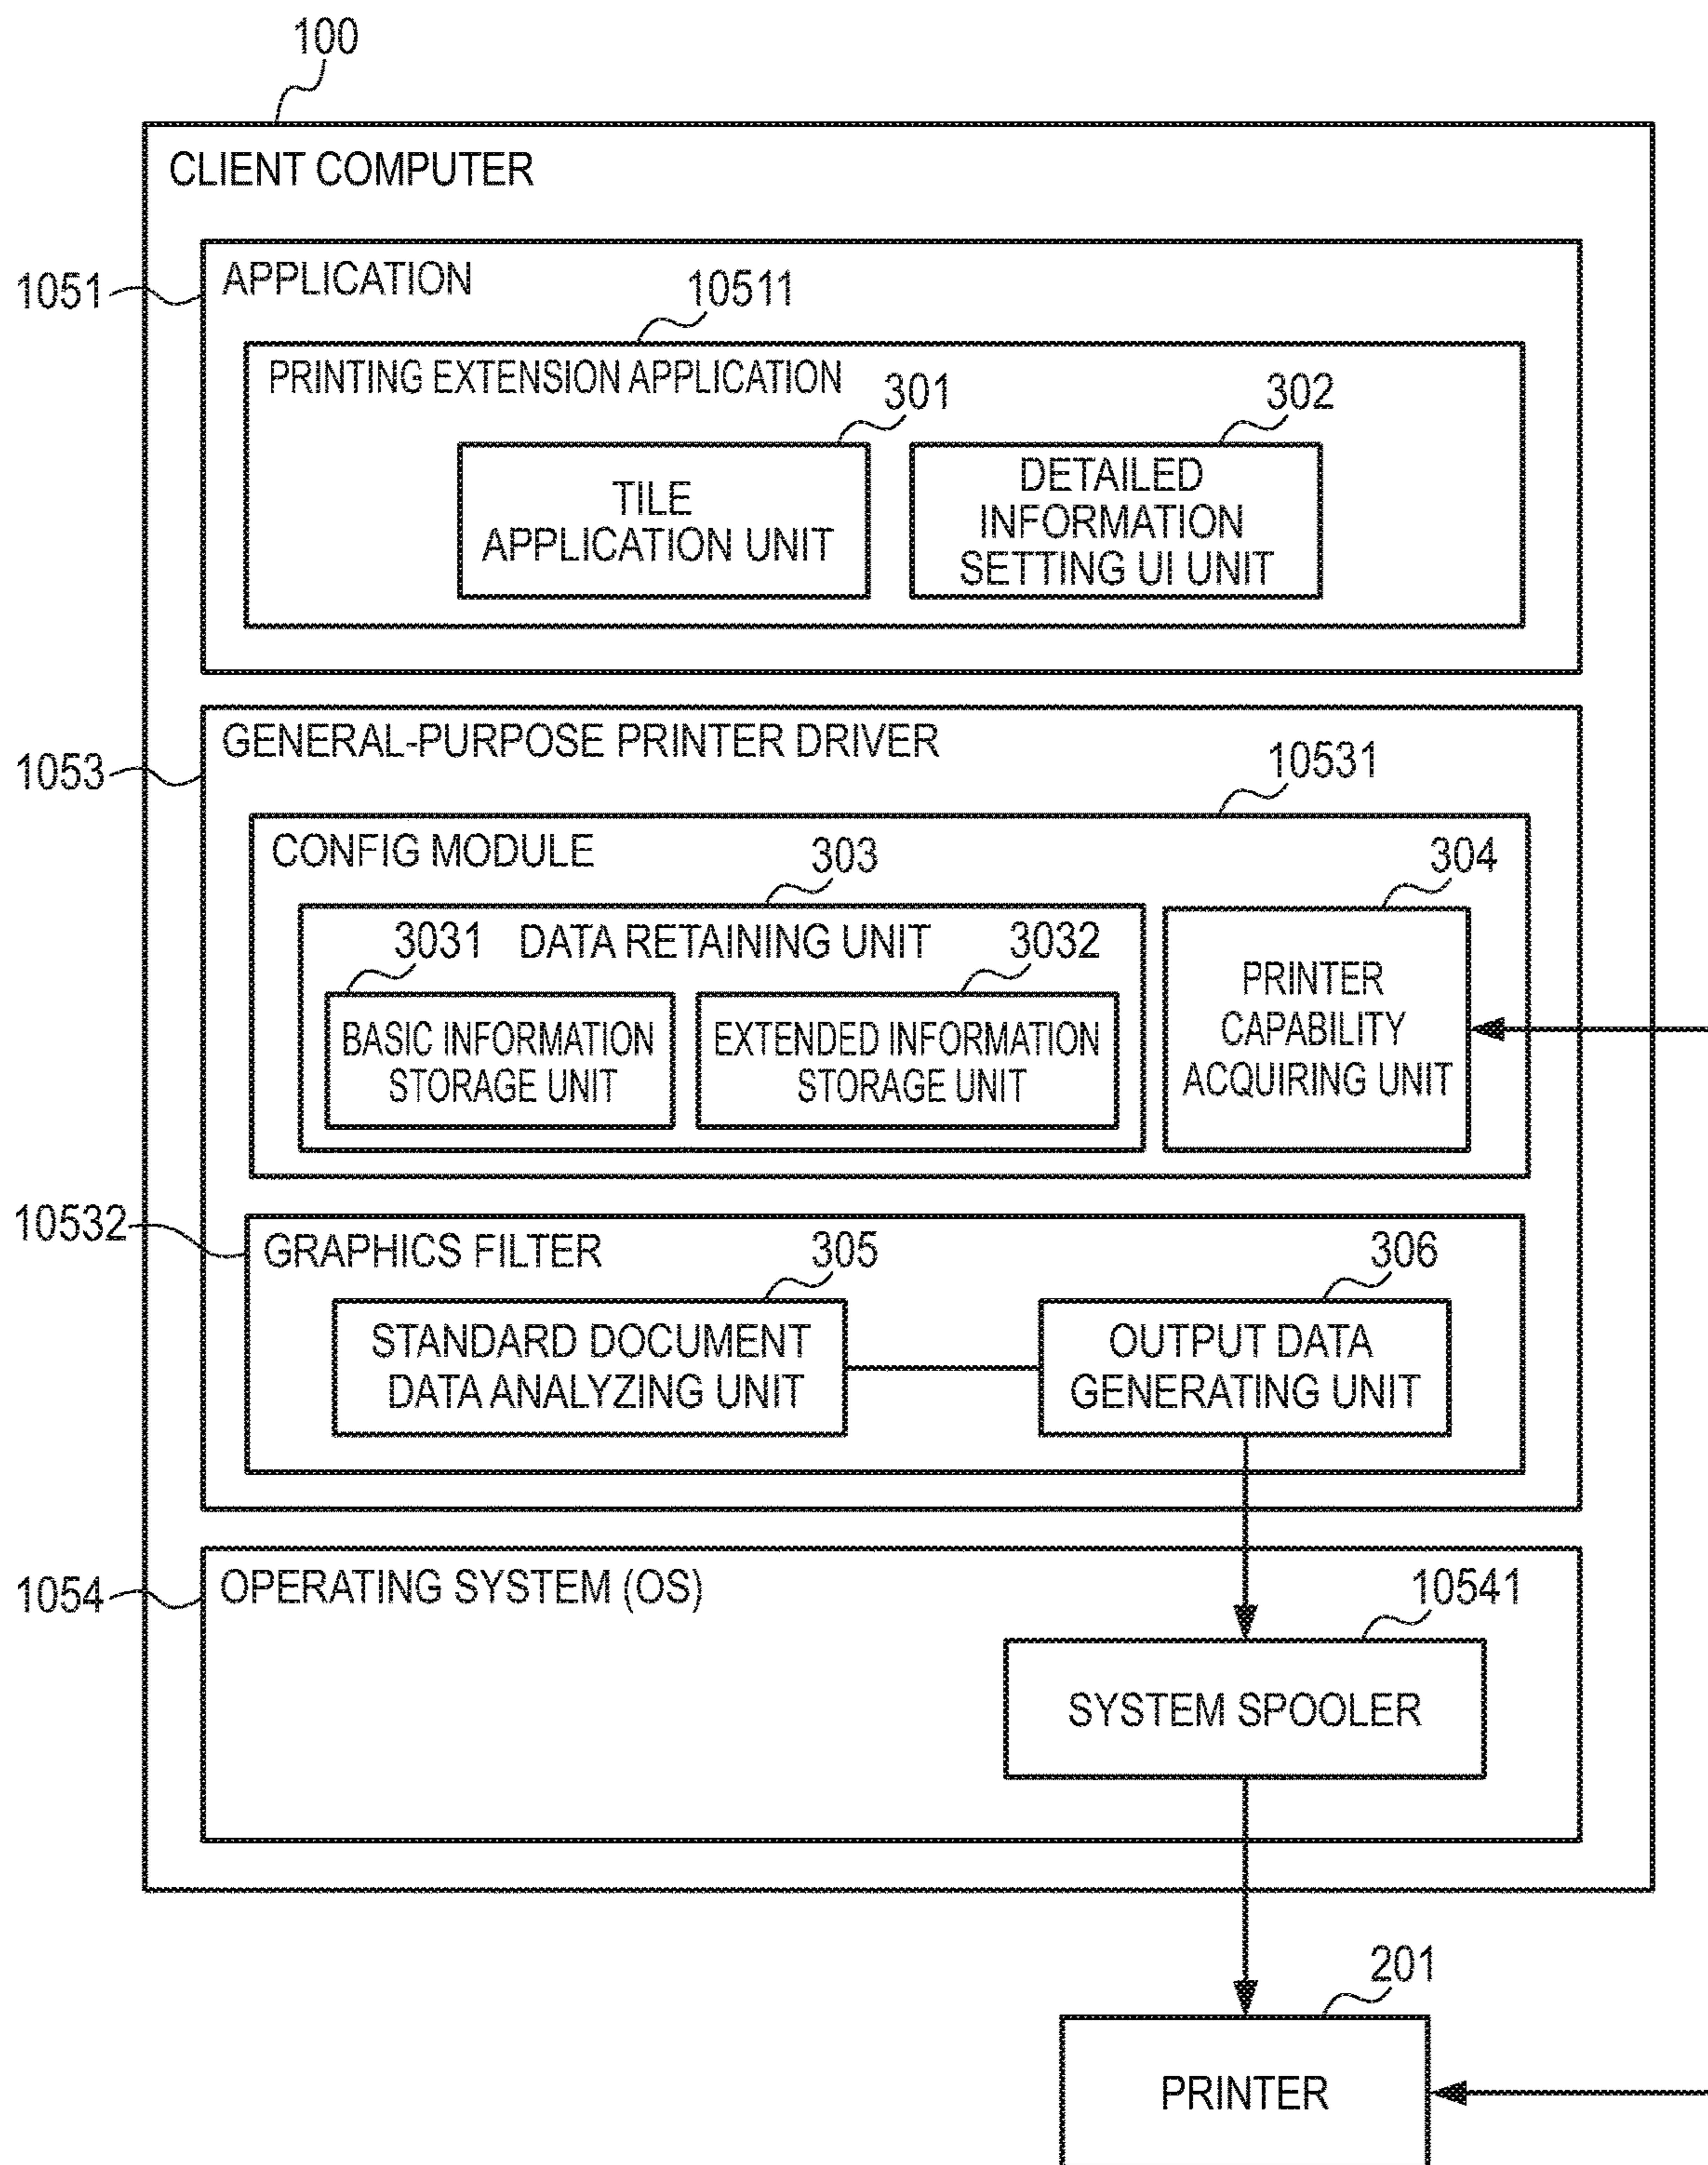 100
CLIENT COMPUTER
1051
APPLICATION
10511
PRINTING EXTENSION APPLICATION
301
302
TILE
APPLICATION UNIT
DETAILED
INFORMATION
SETTING UI UNIT
1053
GENERAL-PURPOSE PRINTER DRIVER
10531
CONFIG MODULE
303
304
3031
DATA RETAINING UNIT
3032
BASIC INFORMATION
STORAGE UNIT
EXTENDED INFORMATION
STORAGE UNIT
PRINTER
CAPABILITY
ACQUIRING UNIT
10532
GRAPHICS FILTER
305
306
STANDARD DOCUMENT
DATA ANALYZING UNIT
OUTPUT DATA
GENERATING UNIT
1054
OPERATING SYSTEM (OS)
10541
SYSTEM SPOOLER
201
PRINTER